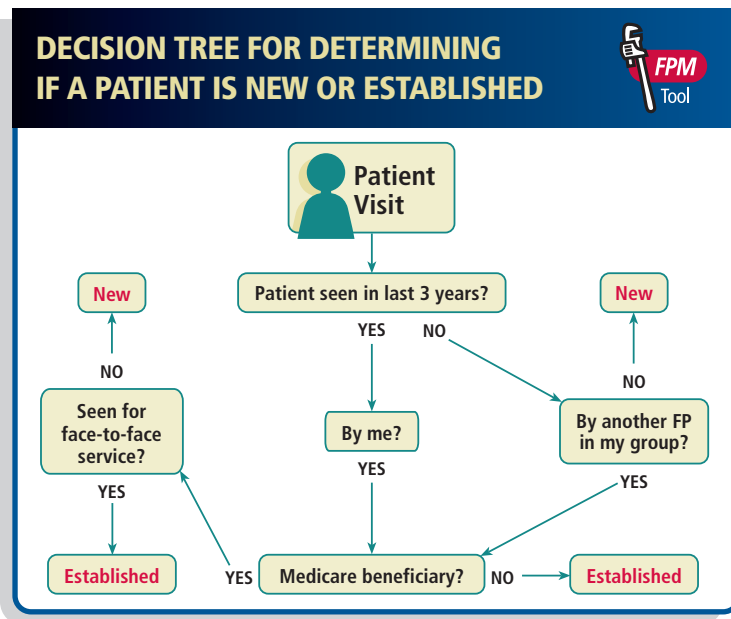 DECISION TREE FOR DETERMINING
IF A PATIENT IS NEW OR ESTABLISHED
FPM
Tool
Patient
Visit
New
Patient seen in last 3 years?
New
YES
NO
NO
NO
Seen for
face-to-face
service?
By me?
By another FP
in my group?
YES
YES
YES
Established
YES
Medicare beneficiary?
NO
Established